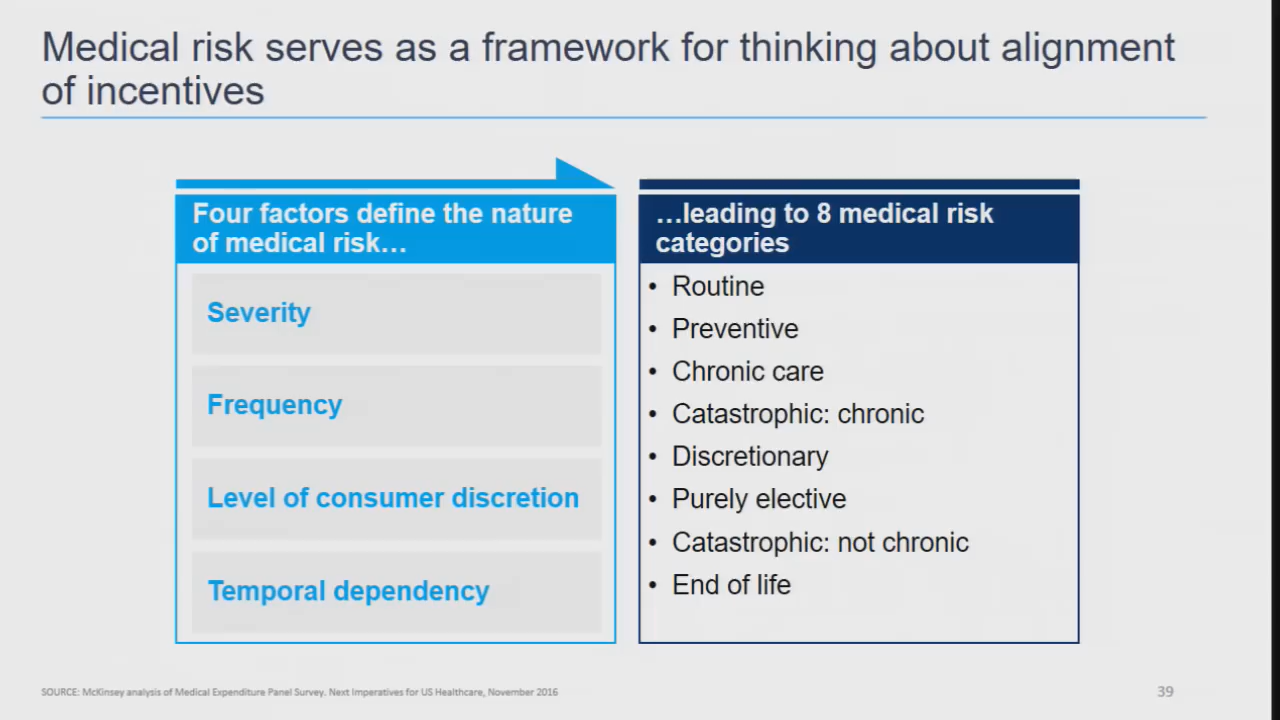 Medical risk serves as a framework for thinking about alignment
of incentives
Four factors define the nature
of medical risk…
Severity
Frequency
Level of consumer discretion
Temporal dependency
…leading to 8 medical risk
categories
• Routine
• Preventive
• Chronic care
• Catastrophic: chronic
• Discretionary
• Purely elective
• Catastrophic: not chronic
• End of life
SOURCE: McKinsey analysis of Medical Expenditure Panel Survey. Next Imperatives for US Healthcare, November 2016
39